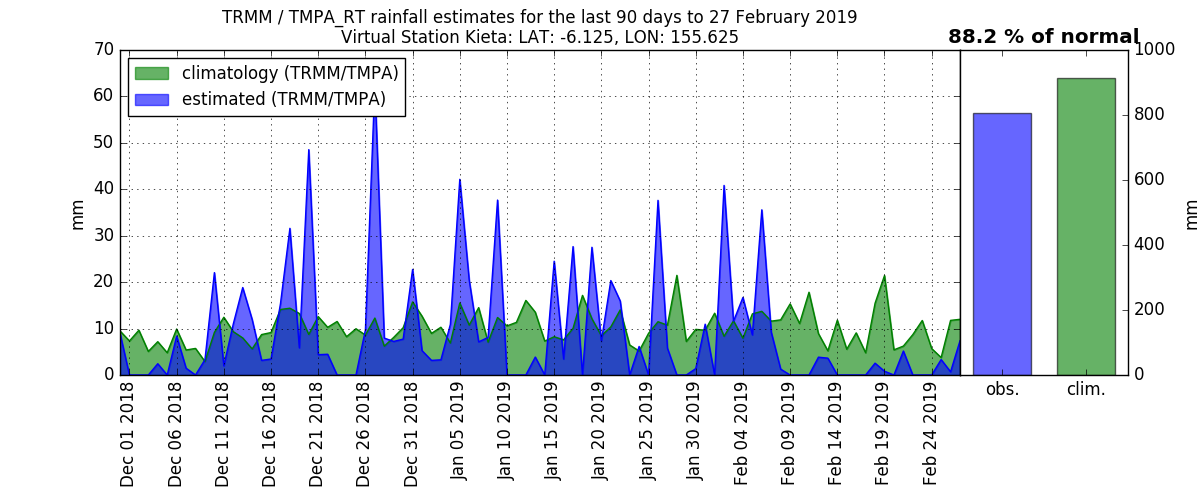 TRMM / TMPA_RT rainfall estimates for the last 90 days to 27 February 2019
Virtual Station Kieta: LAT: -6.125, LON: 155.625
88.2 % of normal
climatology (TRMM/TMPA)
estimated (TRMM/TMPA)
mm
70
60
50
40
30
20
10
0
Dec 01 2018
Dec 06 2018
Dec 11 2018
Dec 16 2018
Dec 21 2018
Dec 26 2018
Dec 31 2018
Jan 05 2019
Jan 10 2019
Jan 15 2019
Jan 20 2019
Jan 25 2019
Jan 30 2019
Feb 04 2019
Feb 09 2019
Feb 14 2019
Feb 19 2019
Feb 24 2019
obs.
clim.
1000
800
600
400
200
0
mm